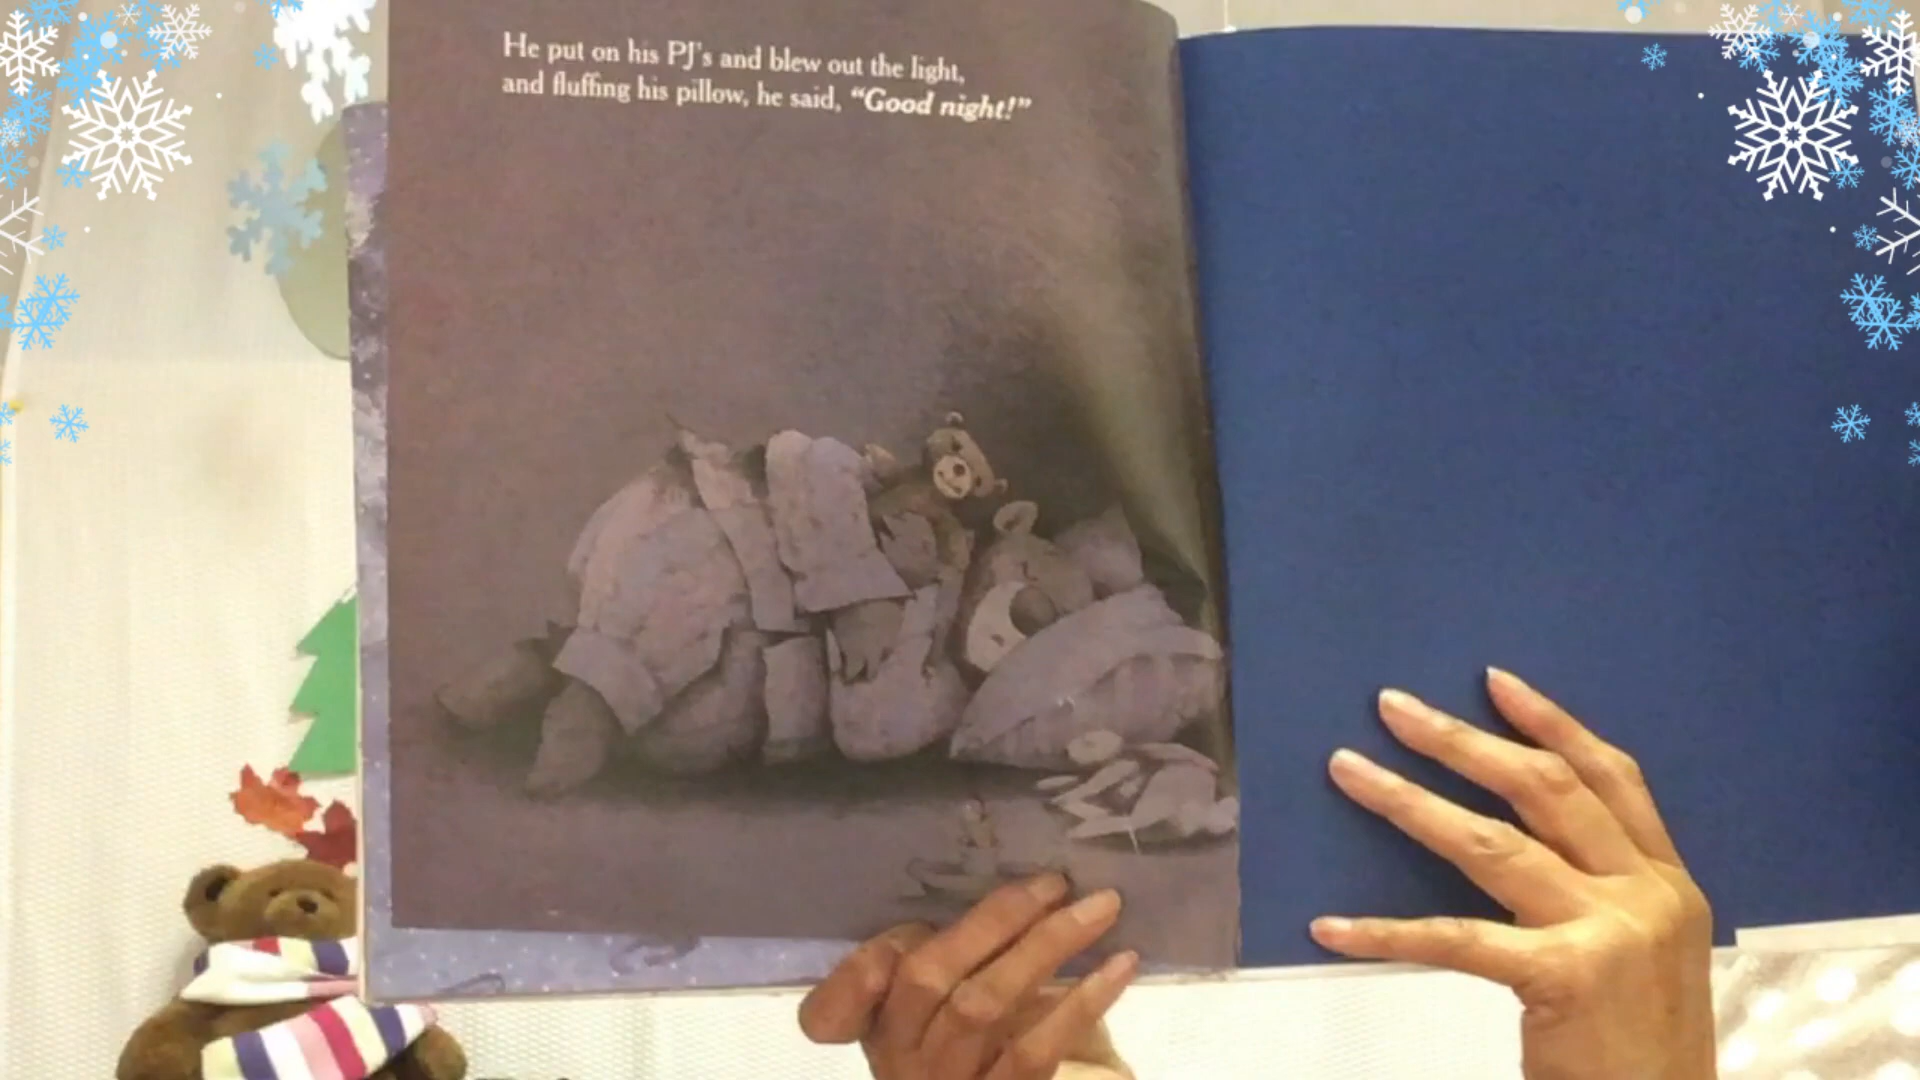 He put on his PJ's and blew out the light,
and fluffing his pillow, he said, “Good night!”